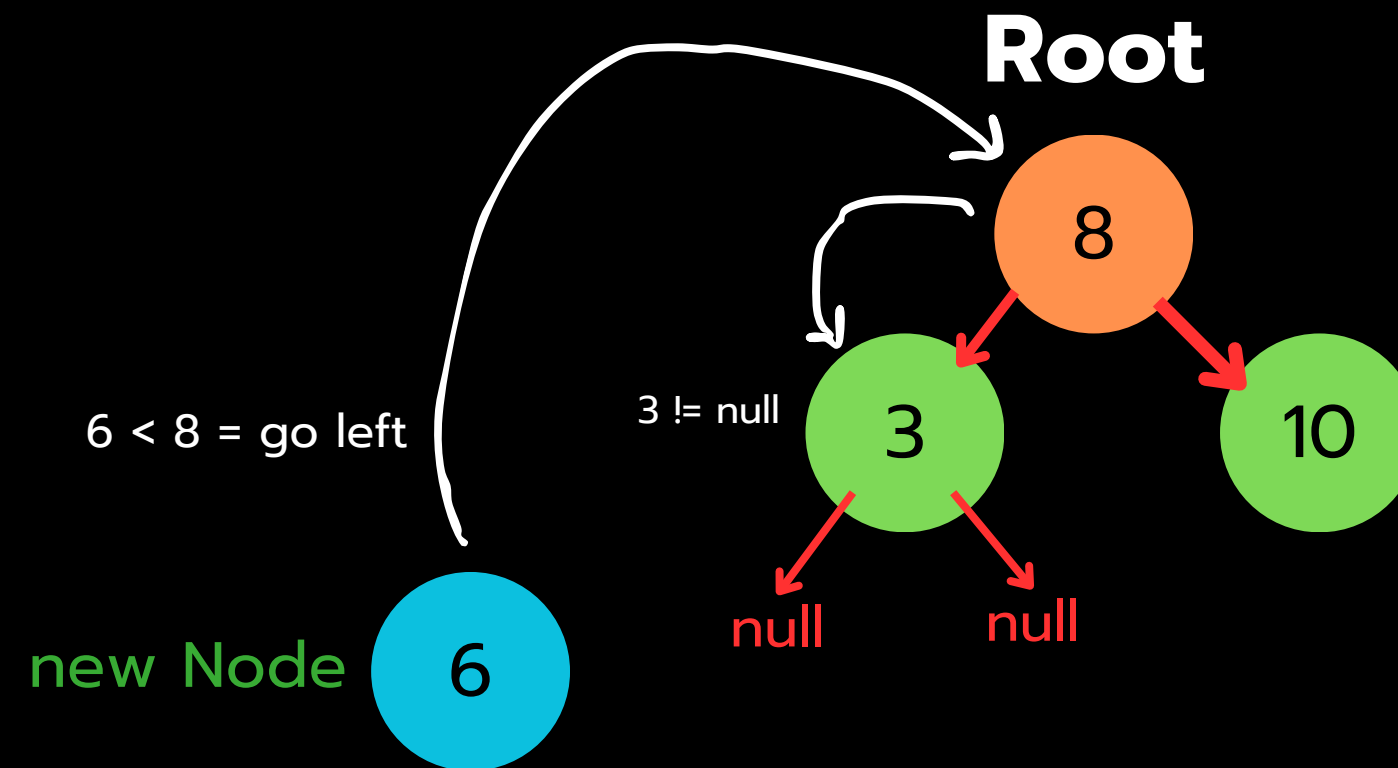 Root
8
6 < 8 = go left
3 != null
3
10
null
null
new Node
6